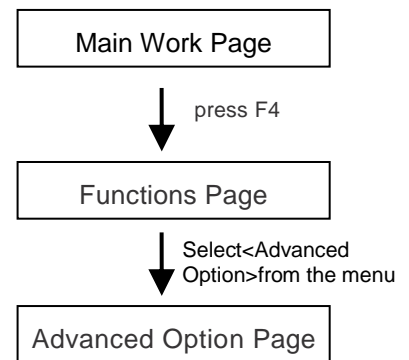 Main Work Page
press F4
Functions Page
Select<Advanced
Option>from the menu
Advanced Option Page